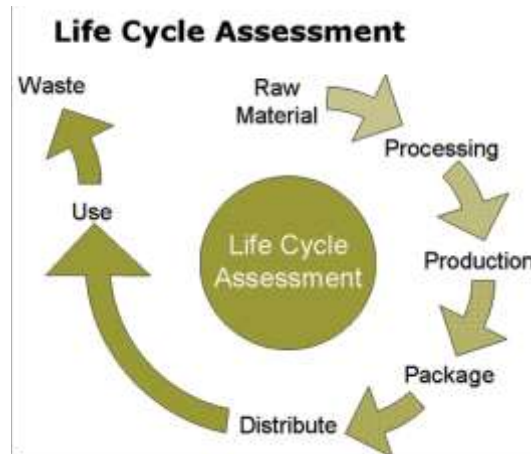 Life Cycle Assessment
Waste
Raw
Material
Processing
Use
Life Cycle
Assessment
Production
Package
Distribute